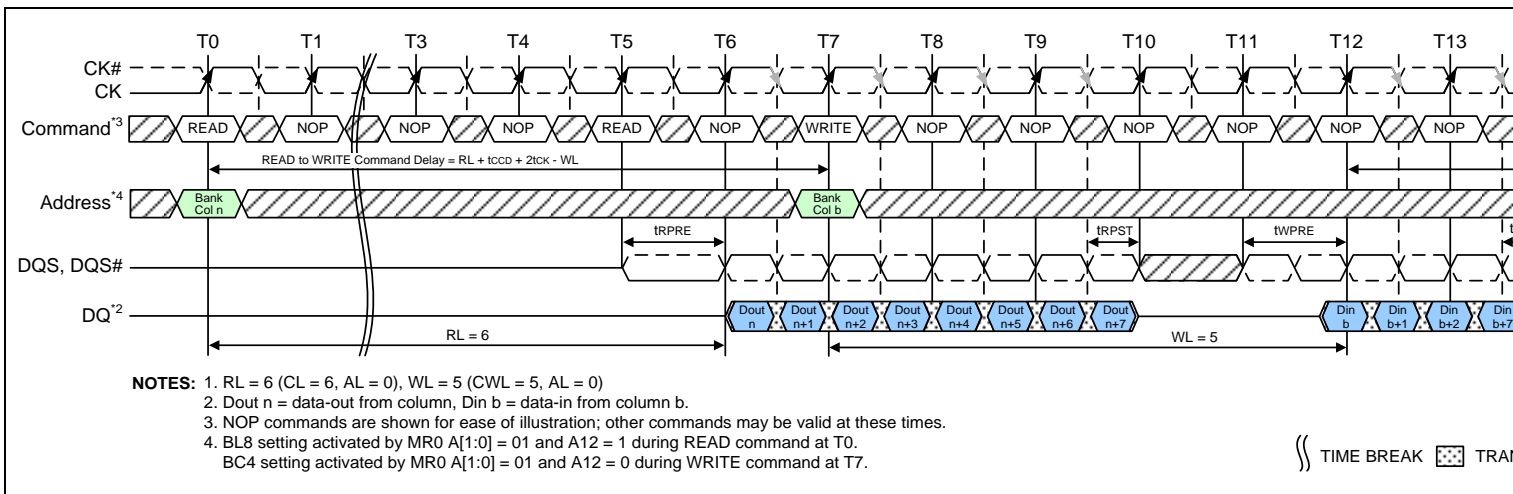 T0 T1 T3 T4 T5 T6 T7 T8 T9 T10 T11 T12 T13
CK#
CK
Command*3 READ NOP NOP NOP READ NOP WRITE NOP NOP NOP NOP NOP NOP
READ to WRITE Command Delay = RL + tCCD + 2tCK - WL
Address*4 Bank Col n Bank Col b
tRPRE tRPST tWPRE t
DQS, DQS#
DQ*2 Dout n Dout n+1 Dout n+2 Dout n+3 Dout n+4 Dout n+5 Dout n+6 Dout n+7 Din b Din b+1 Din b+2 Din b+7
RL = 6 WL = 5
NOTES: 1. RL = 6 (CL = 6, AL = 0), WL = 5 (CWL = 5, AL = 0)
2. Dout n = data-out from column, Din b = data-in from column b.
3. NOP commands are shown for ease of illustration; other commands may be valid at these times.
4. BL8 setting activated by MR0 A[1:0] = 01 and A12 = 1 during READ command at T0.
BC4 setting activated by MR0 A[1:0] = 01 and A12 = 0 during WRITE command at T7.
TIME BREAK TRAN